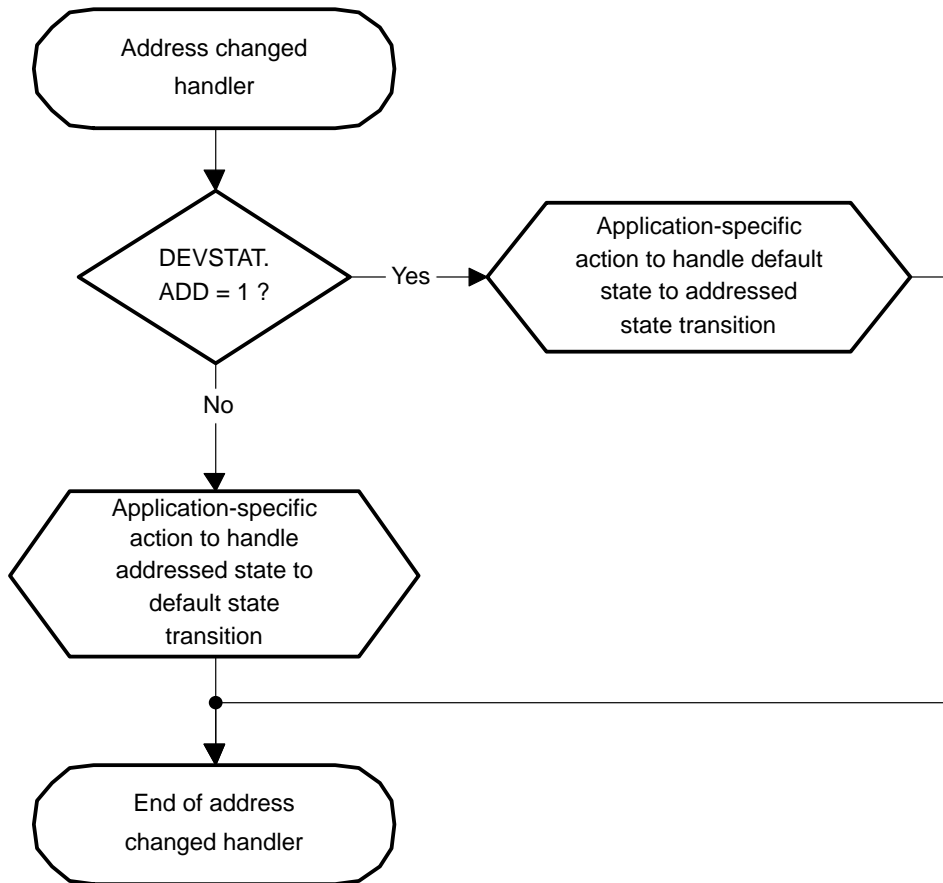 Address changed
handler
DEVSTAT.
ADD = 1 ?
Yes
Application-specific
action to handle default
state to addressed
state transition
No
Application-specific
action to handle
addressed state to
default state
transition
End of address
changed handler